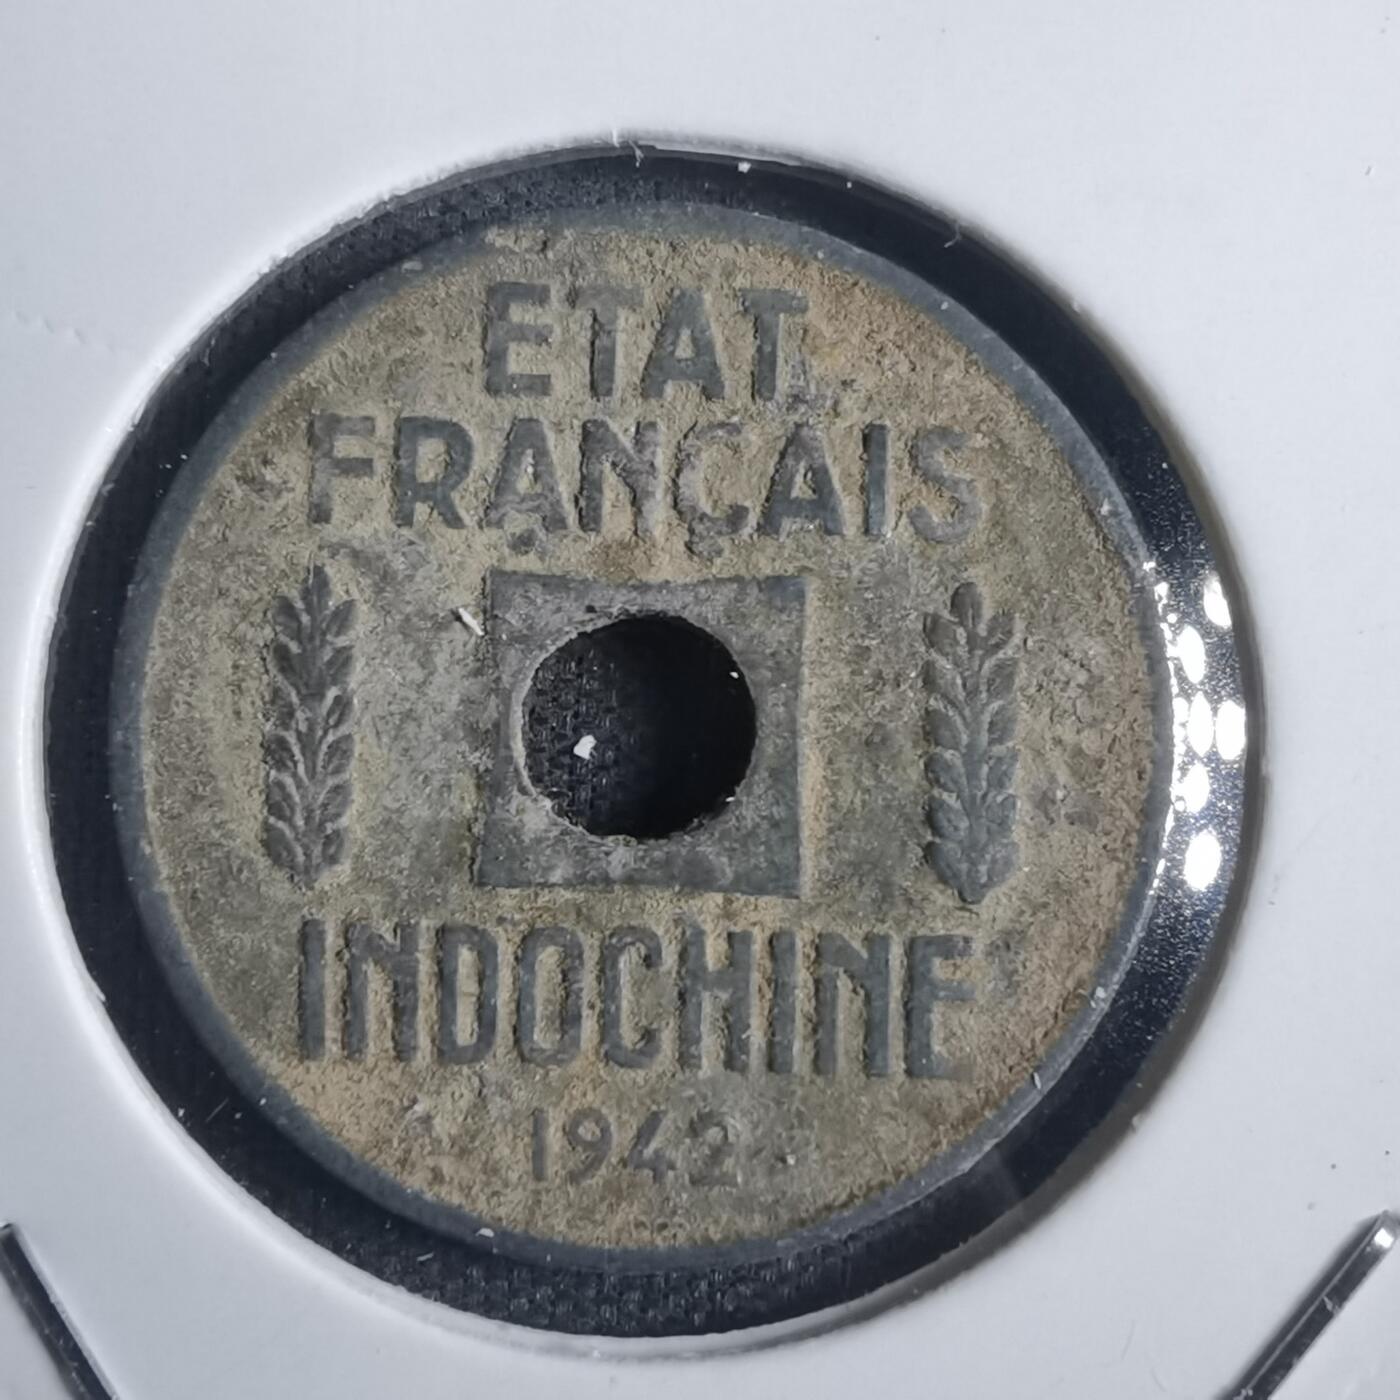 ETAT
FRANÇAIS
INDOCHINE
1942